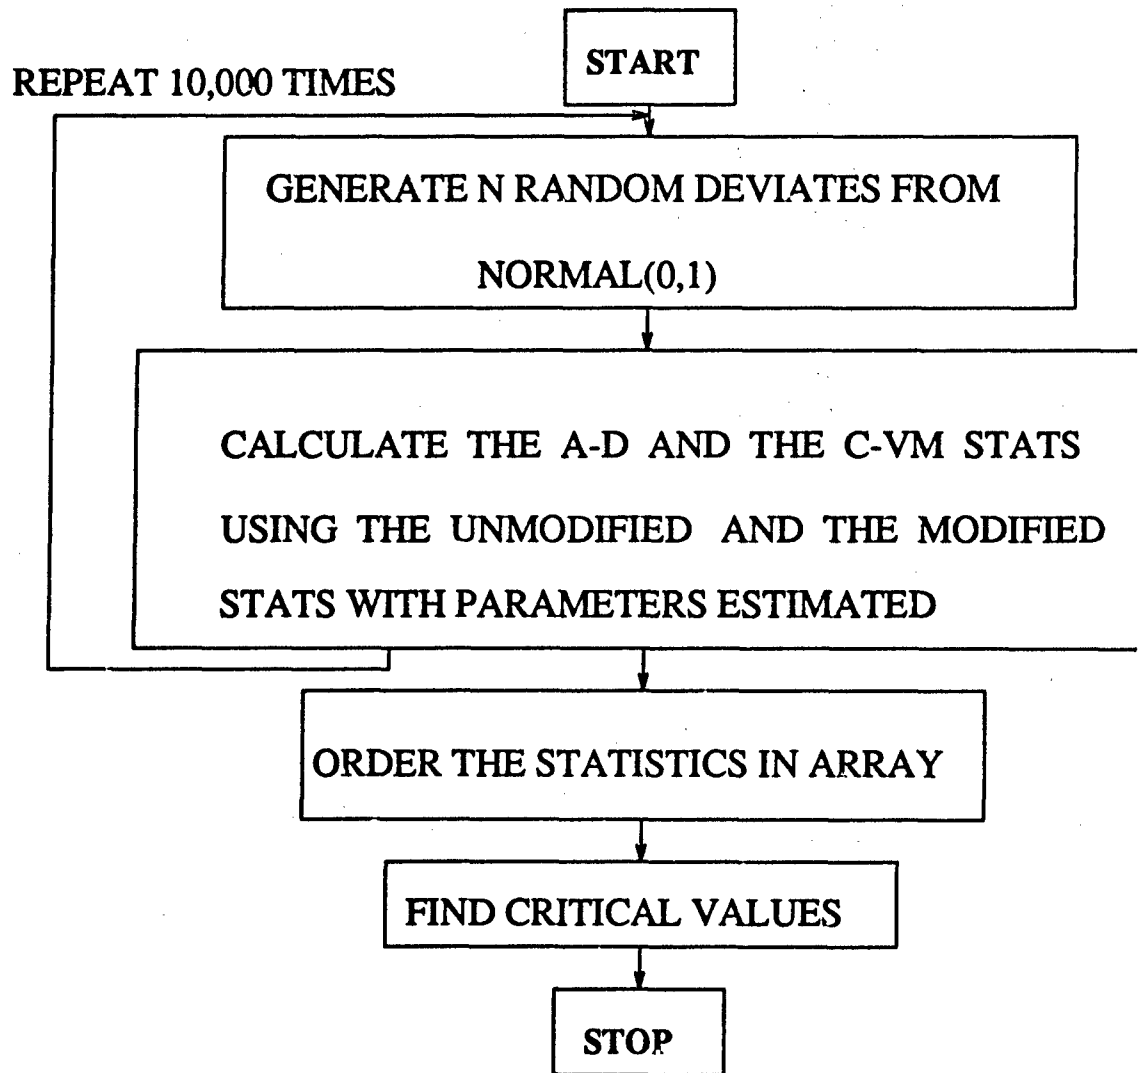 START
REPEAT 10,000 TIMES
GENERATE N RANDOM DEVIATES FROM
NORMAL(0,1)
CALCULATE THE A-D AND THE C-VM STATS
USING THE UNMODIFIED AND THE MODIFIED
STATS WITH PARAMETERS ESTIMATED
ORDER THE STATISTICS IN ARRAY
FIND CRITICAL VALUES
STOP